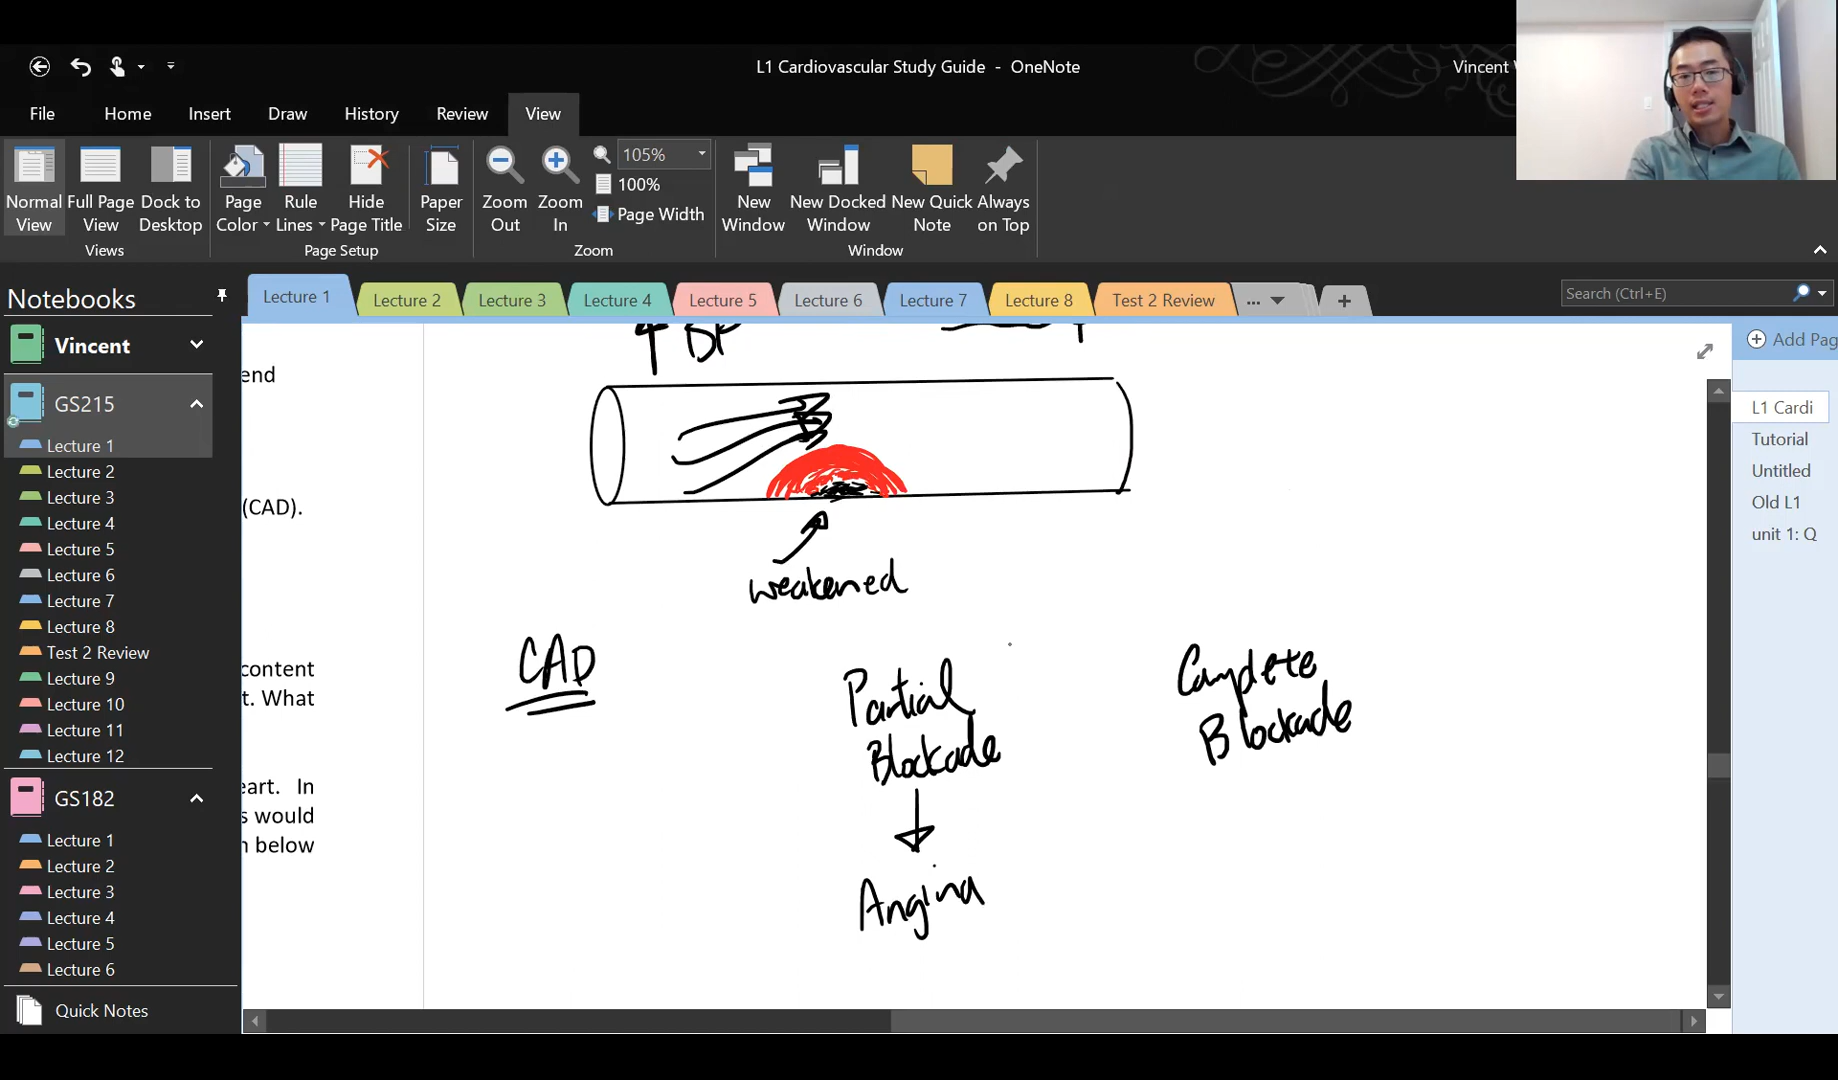 L1 Cardiovascular Study Guide - OneNote
Vincent
File Home Insert Draw History Review View
Normal View
Full Page View
Dock to Desktop
Views
Page Color
Rule Lines
Hide Page Title
Paper Size
Page Setup
Zoom Out
Zoom In
105%
100%
Page Width
Zoom
New Window
New Docked Window
New Quick Note
Always on Top
Window
Notebooks
Vincent
GS215
Lecture 1
Lecture 2
Lecture 3
Lecture 4
Lecture 5
Lecture 6
Lecture 7
Lecture 8
Test 2 Review
Lecture 9
Lecture 10
Lecture 11
Lecture 12
GS182
Lecture 1
Lecture 2
Lecture 3
Lecture 4
Lecture 5
Lecture 6
Quick Notes
Lecture 1 Lecture 2 Lecture 3 Lecture 4 Lecture 5 Lecture 6 Lecture 7 Lecture 8 Test 2 Review ...
Search (Ctrl+E)
end
(CAD).
content
t. What
eart. In
s would
n below
↑ BP
weakened
CAD
Partial
Blockade
Angina
Complete
Blockade
Add Pag
L1 Cardi
Tutorial
Untitled
Old L1
unit 1: Q